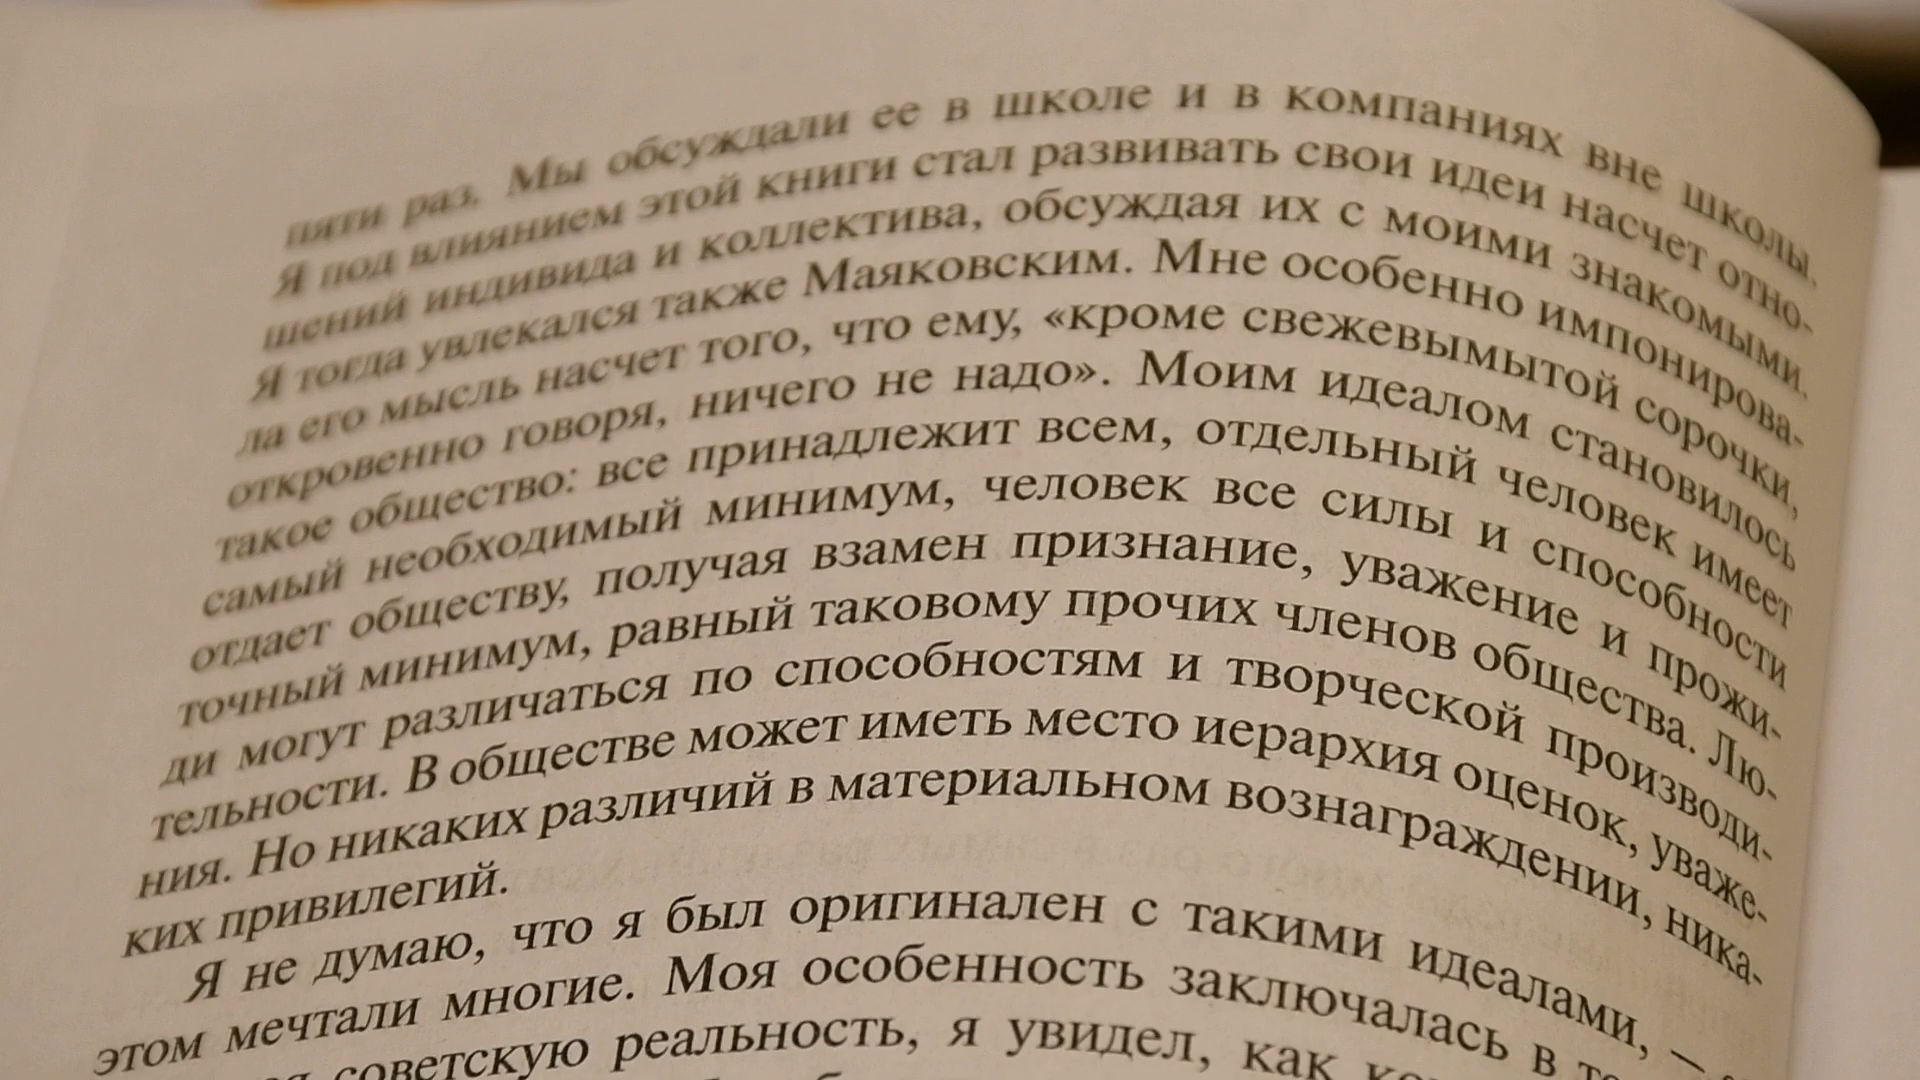 пяти раз. Мы обсуждали ее в школе и в компаниях вне школы.
Я под влиянием этой книги стал развивать свои идеи насчет отно-
шений индивида и коллектива, обсуждая их с моими знакомыми.
Я тогда увлекался также Маяковским. Мне особенно импонирова-
ла его мысль насчет того, что ему, «кроме свежевымытой сорочки,
откровенно говоря, ничего не надо». Моим идеалом становилось
такое общество: все принадлежит всем, отдельный человек имеет
самый необходимый минимум, человек все силы и способности
отдает обществу, получая взамен признание, уважение и прожи-
точный минимум, равный таковому прочих членов общества. Лю-
ди могут различаться по способностям и творческой производи-
тельности. В обществе может иметь место иерархия оценок, уваже-
ния. Но никаких различий в материальном вознаграждении, ника-
ких привилегий.
Я не думаю, что я был оригинален с такими идеалами, —
этом мечтали многие. Моя особенность заключалась в
советскую реальность, я увидел, как